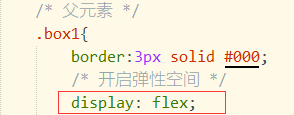 /* 父元素 */
.box1{
border:3px solid #000;
/* 开启弹性空间 */
display: flex;